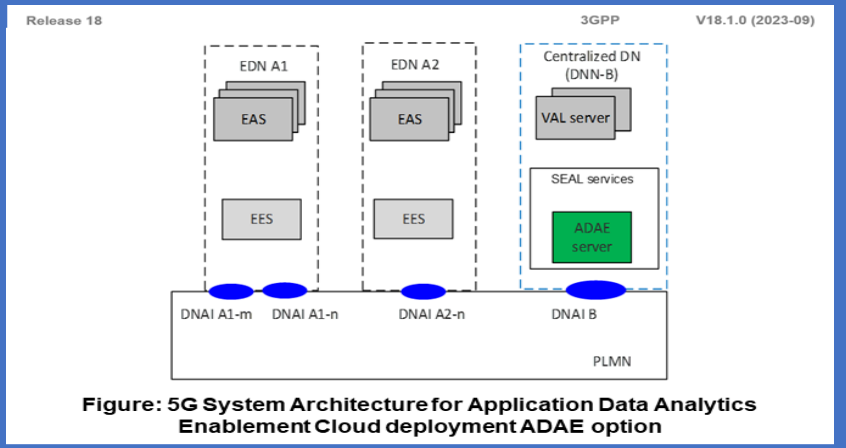 Release 18 3GPP V18.1.0 (2023-09)
EDN A1
EAS
EES
EDN A2
EAS
EES
Centralized DN
(DNN-B)
VAL server
SEAL services
ADAE
server
DNAI A1-m DNAI A1-n DNAI A2-n DNAI B
PLMN
Figure: 5G System Architecture for Application Data Analytics
Enablement Cloud deployment ADAE option